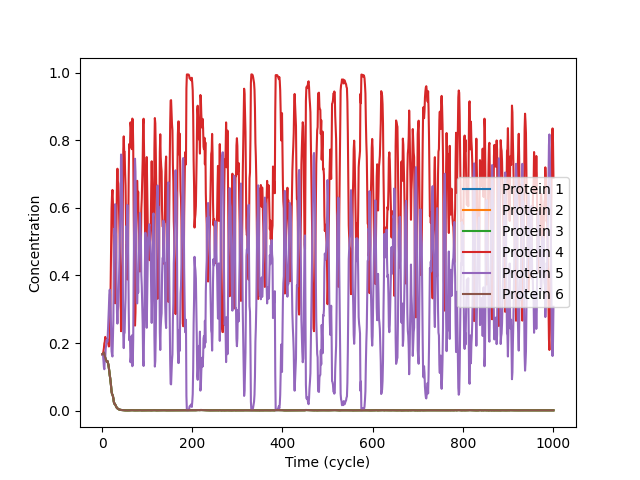 1.0
0.8
0.6
0.4
0.2
0.0
Concentration
0
200
400
600
800
1000
Time (cycle)
Protein 1
Protein 2
Protein 3
Protein 4
Protein 5
Protein 6